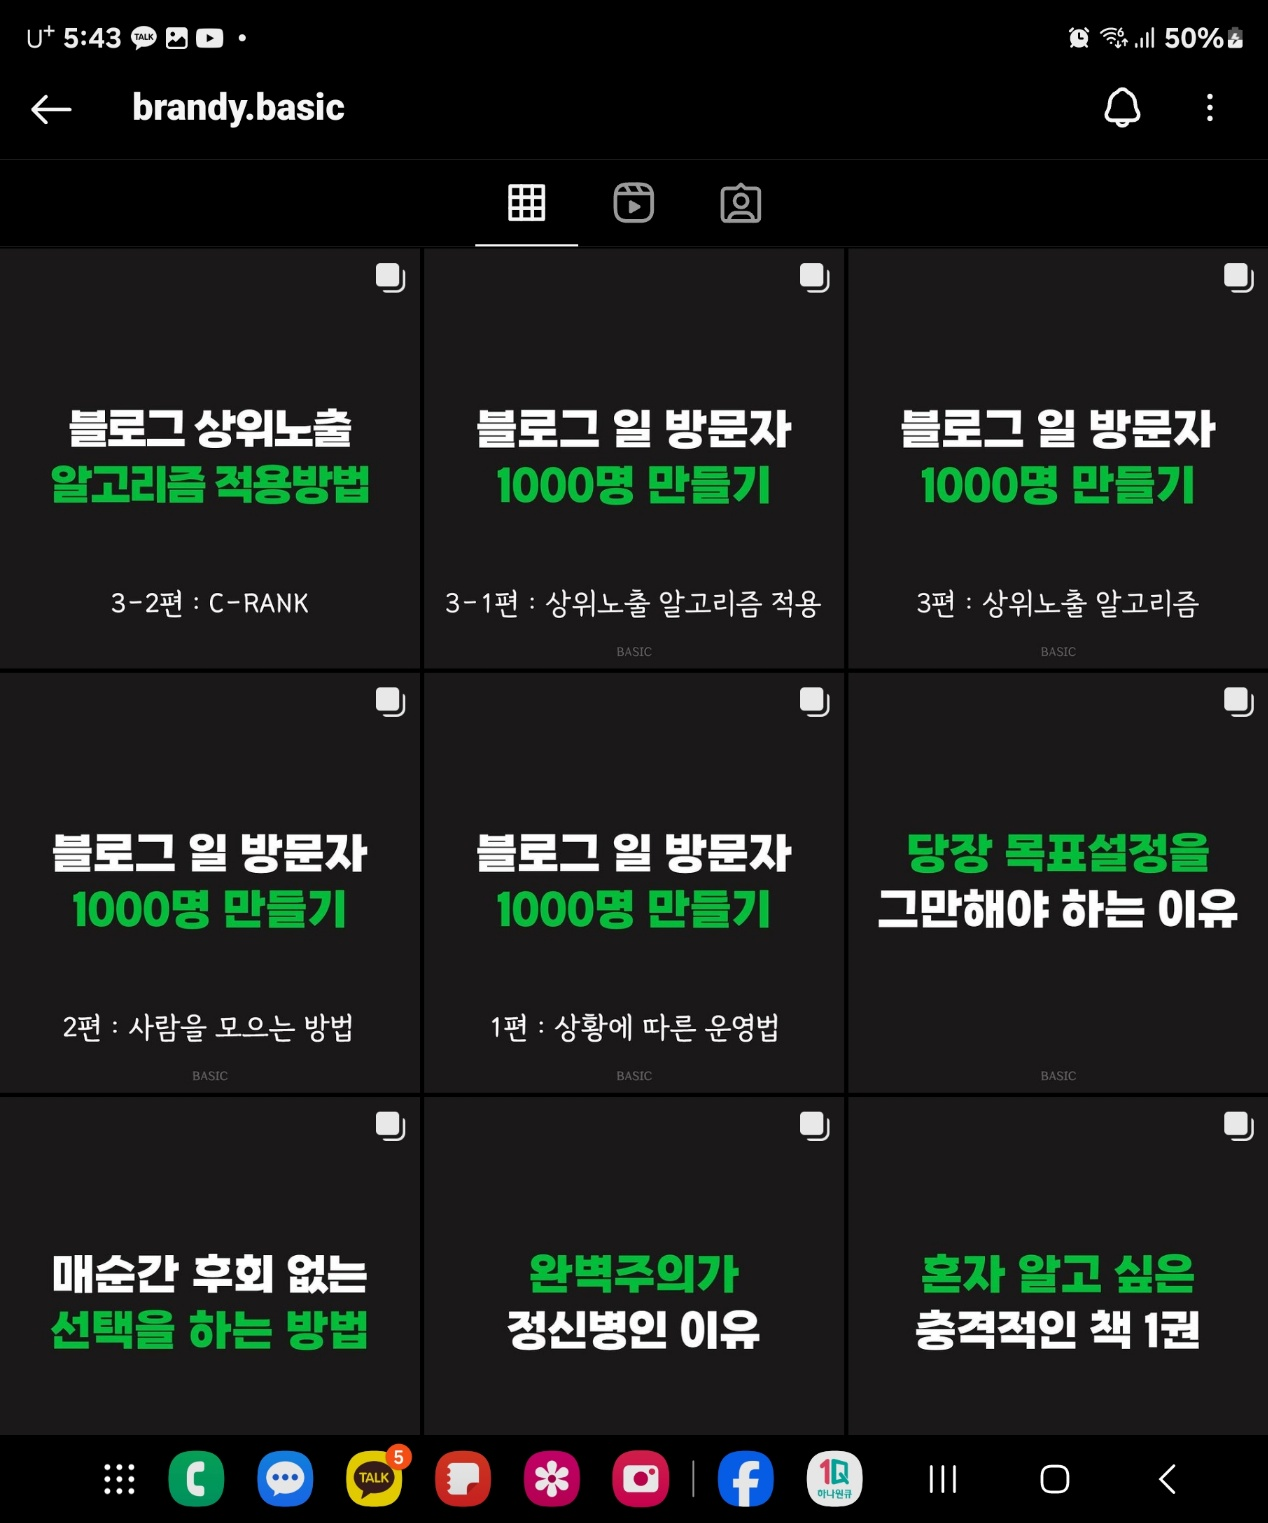 U+ 5:43 TALK
50%
brandy.basic
블로그 상위노출
알고리즘 적용방법
3-2편 : C-RANK
블로그 일 방문자
1000명 만들기
3-1편 : 상위노출 알고리즘 적용
BASIC
블로그 일 방문자
1000명 만들기
3편 : 상위노출 알고리즘
BASIC
블로그 일 방문자
1000명 만들기
2편 : 사람을 모으는 방법
BASIC
블로그 일 방문자
1000명 만들기
1편 : 상황에 따른 운영법
BASIC
당장 목표설정을
그만해야 하는 이유
BASIC
매순간 후회 없는
선택을 하는 방법
완벽주의가
정신병인 이유
혼자 알고 싶은
충격적인 책 1권
TALK
5
1Q
하나원큐